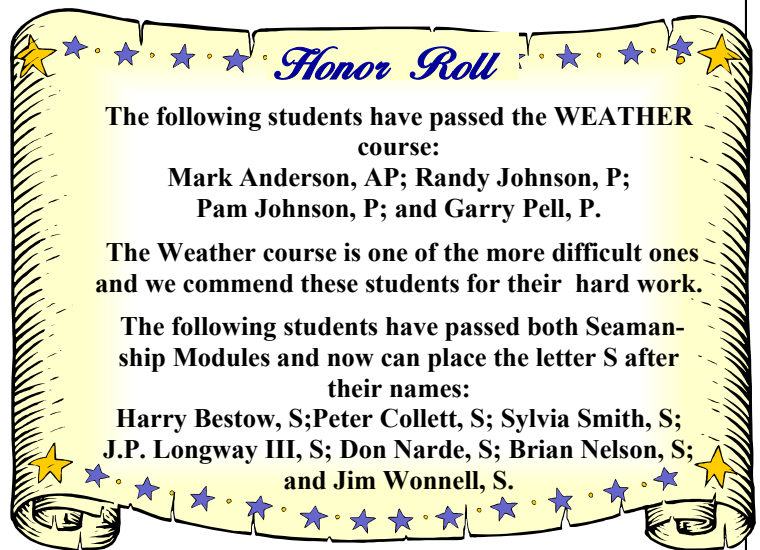 Honor Roll
The following students have passed the WEATHER
course:
Mark Anderson, AP; Randy Johnson, P;
Pam Johnson, P; and Garry Pell, P.
The Weather course is one of the more difficult ones
and we commend these students for their hard work.
The following students have passed both Seaman-
ship Modules and now can place the letter S after
their names:
Harry Bestow, S;Peter Collett, S; Sylvia Smith, S;
J.P. Longway III, S; Don Narde, S; Brian Nelson, S;
and Jim Wonnell, S.